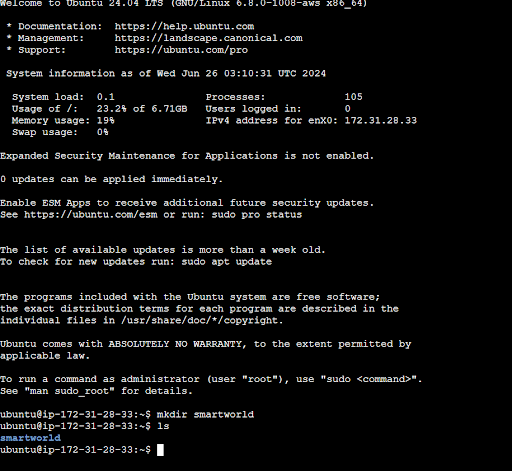 Welcome to Ubuntu 24.04 LTS (GNU/Linux 6.8.0-1008-aws x86_64)
* Documentation: https://help.ubuntu.com
* Management: https://landscape.canonical.com
* Support: https://ubuntu.com/pro
System information as of Wed Jun 26 03:10:31 UTC 2024
System load: 0.1 Processes: 105
Usage of /: 23.2% of 6.71GB Users logged in: 0
Memory usage: 19% IPv4 address for enX0: 172.31.28.33
Swap usage: 0%
Expanded Security Maintenance for Applications is not enabled.
0 updates can be applied immediately.
Enable ESM Apps to receive additional future security updates.
See https://ubuntu.com/esm or run: sudo pro status
The list of available updates is more than a week old.
To check for new updates run: sudo apt update
The programs included with the Ubuntu system are free software;
the exact distribution terms for each program are described in the
individual files in /usr/share/doc/*/copyright.
Ubuntu comes with ABSOLUTELY NO WARRANTY, to the extent permitted by
applicable law.
To run a command as administrator (user "root"), use "sudo <command>".
See "man sudo_root" for details.
ubuntu@ip-172-31-28-33:~$ mkdir smartworld
ubuntu@ip-172-31-28-33:~$ ls
smartworld
ubuntu@ip-172-31-28-33:~$